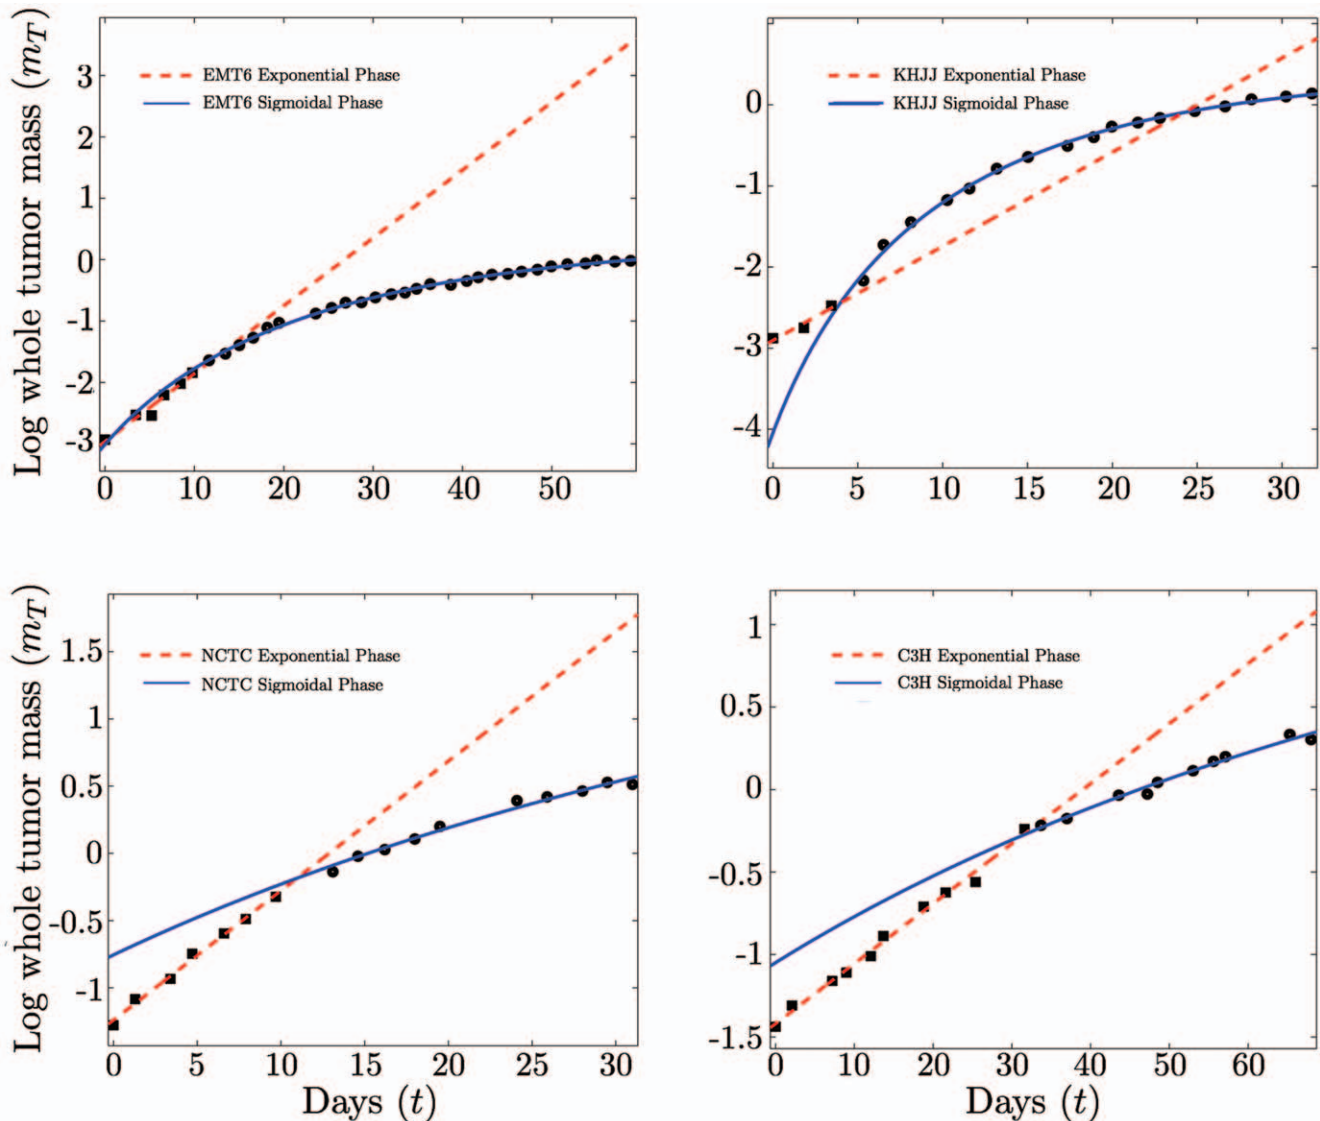 Log whole tumor mass (m_T)
3
2
1
0
-1
-2
-3
EMT6 Exponential Phase
EMT6 Sigmoidal Phase
0 10 20 30 40 50
0
-1
-2
-3
-4
KHJJ Exponential Phase
KHJJ Sigmoidal Phase
0 5 10 15 20 25 30
Log whole tumor mass (m_T)
1.5
1
0.5
0
-0.5
-1
NCTC Exponential Phase
NCTC Sigmoidal Phase
0 5 10 15 20 25 30
Days (t)
1
0.5
0
-0.5
-1
-1.5
C3H Exponential Phase
C3H Sigmoidal Phase
0 10 20 30 40 50 60
Days (t)